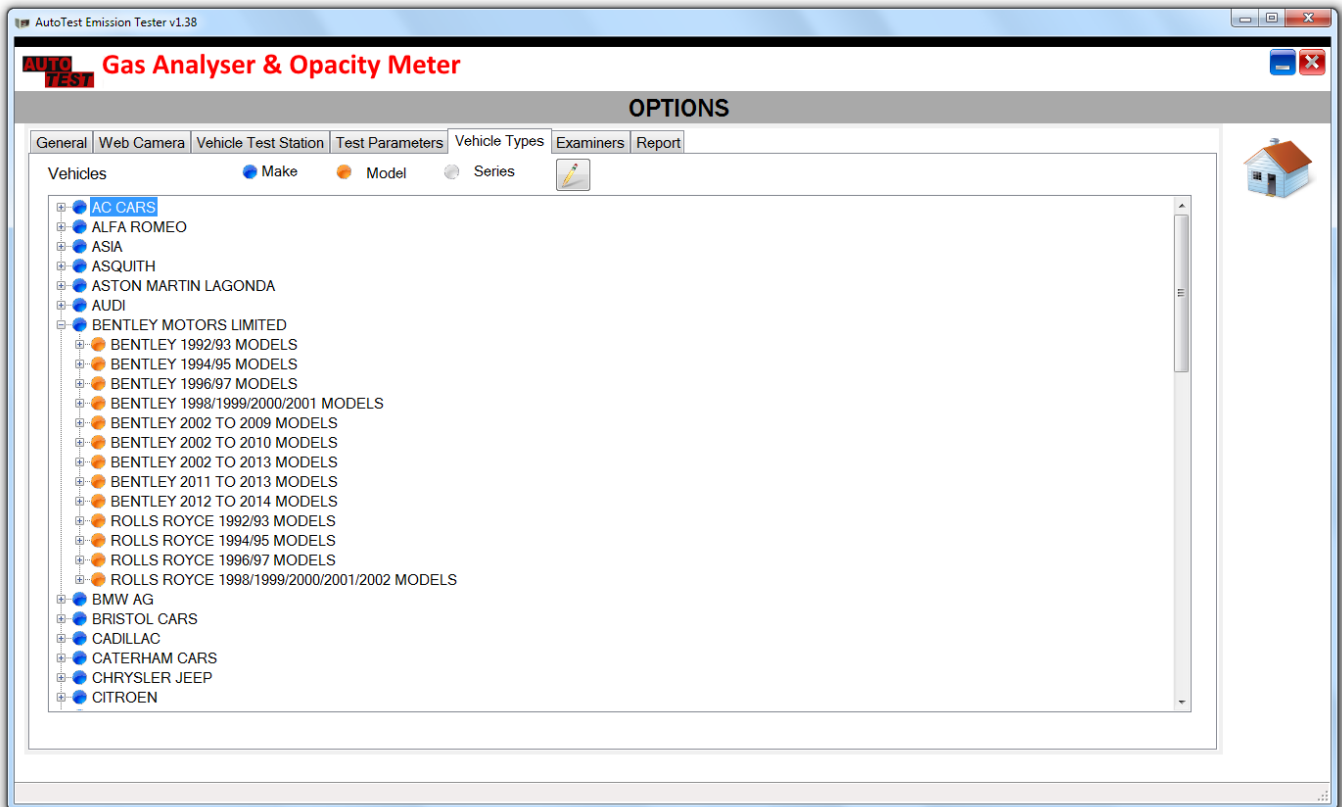 AutoTest Emission Tester v1.38
AUTO TEST Gas Analyser & Opacity Meter
OPTIONS
General Web Camera Vehicle Test Station Test Parameters Vehicle Types Examiners Report
Vehicles Make Model Series
AC CARS
ALFA ROMEO
ASIA
ASQUITH
ASTON MARTIN LAGONDA
AUDI
BENTLEY MOTORS LIMITED
BENTLEY 1992/93 MODELS
BENTLEY 1994/95 MODELS
BENTLEY 1996/97 MODELS
BENTLEY 1998/1999/2000/2001 MODELS
BENTLEY 2002 TO 2009 MODELS
BENTLEY 2002 TO 2010 MODELS
BENTLEY 2002 TO 2013 MODELS
BENTLEY 2011 TO 2013 MODELS
BENTLEY 2012 TO 2014 MODELS
ROLLS ROYCE 1992/93 MODELS
ROLLS ROYCE 1994/95 MODELS
ROLLS ROYCE 1996/97 MODELS
ROLLS ROYCE 1998/1999/2000/2001/2002 MODELS
BMW AG
BRISTOL CARS
CADILLAC
CATERHAM CARS
CHRYSLER JEEP
CITROEN